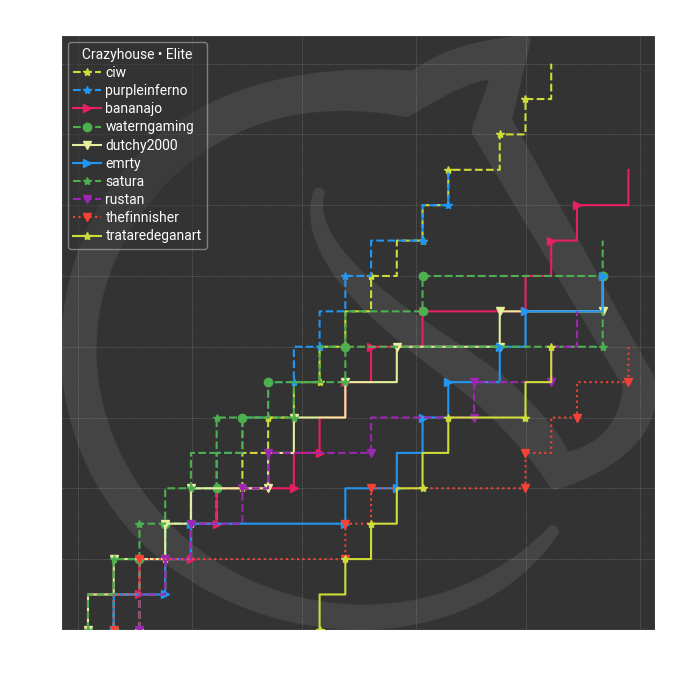 Crazyhouse • Elite
ciw
purpleinferno
bananajo
waterngaming
dutchy2000
emrty
satura
rustan
thefinnisher
trataredeganart